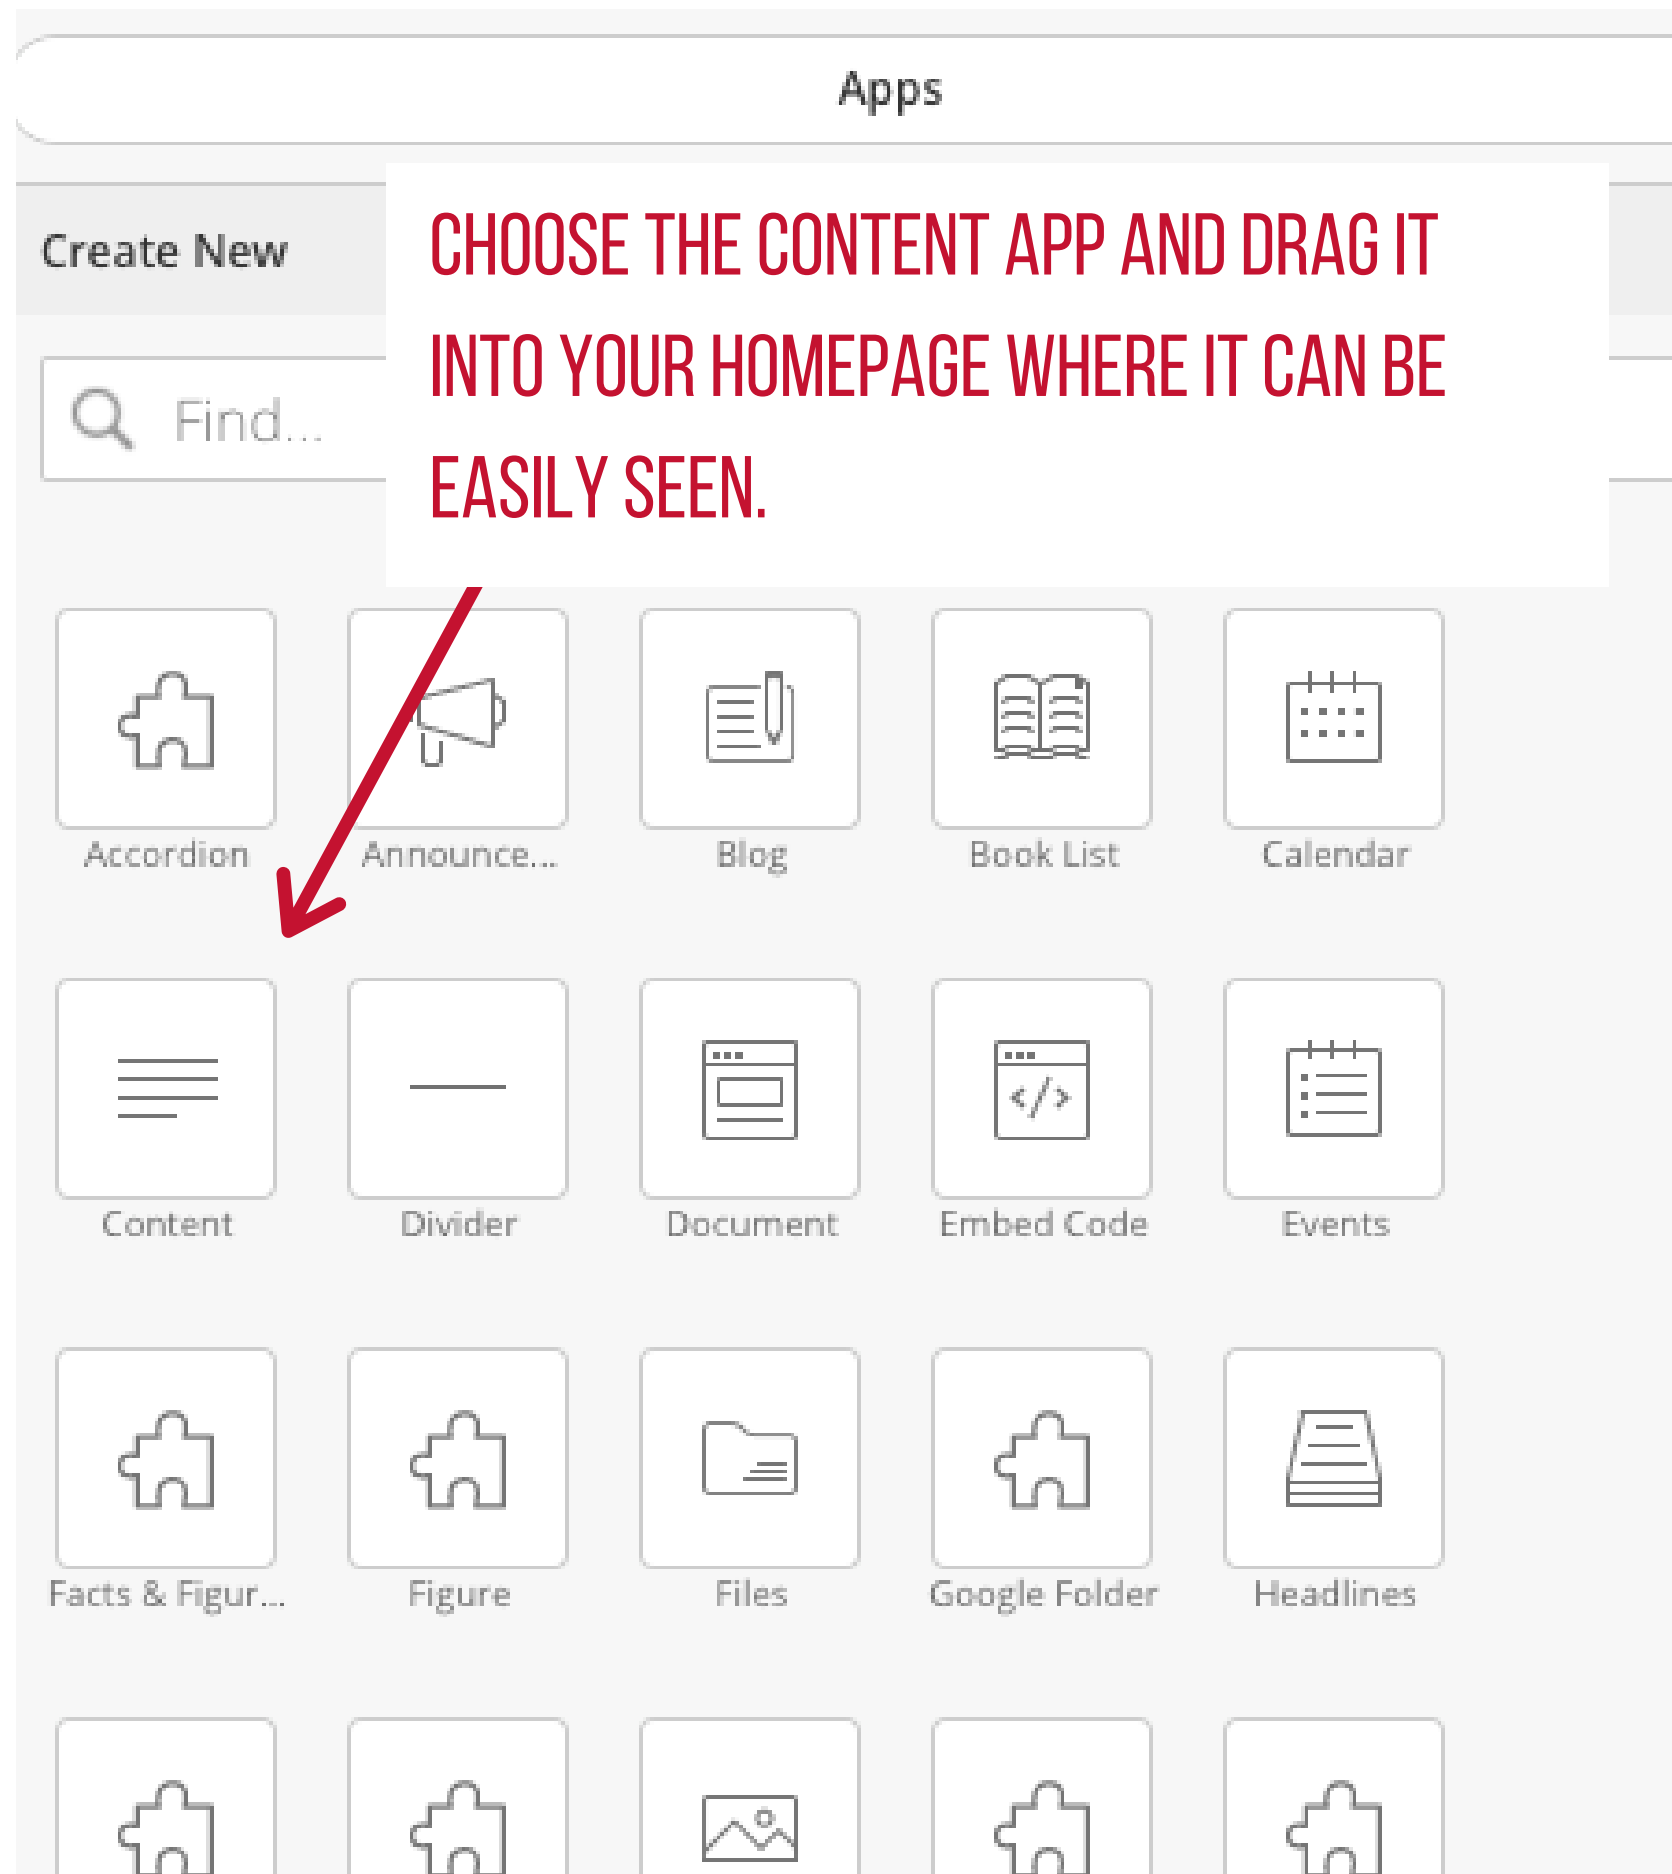 Apps
Create New
CHOOSE THE CONTENT APP AND DRAG IT
INTO YOUR HOMEPAGE WHERE IT CAN BE
EASILY SEEN.
Find...
Accordion
Announce...
Blog
Book List
Calendar
Content
Divider
Document
Embed Code
Events
Facts & Figur...
Figure
Files
Google Folder
Headlines